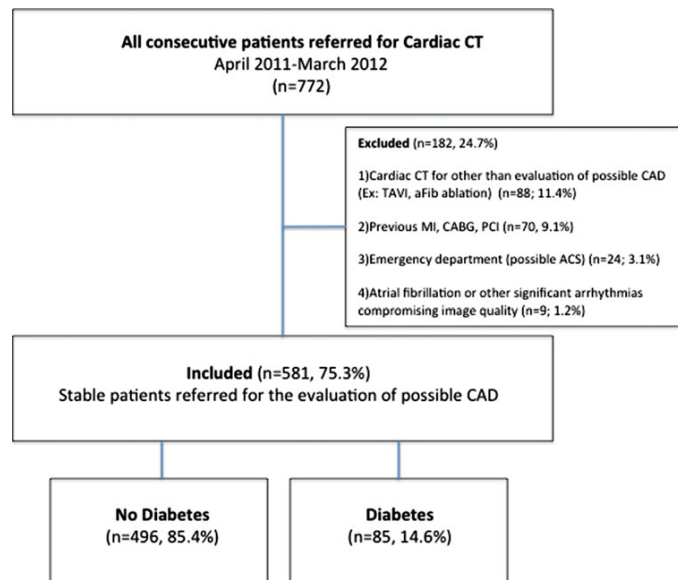 All consecutive patients referred for Cardiac CT
April 2011-March 2012
(n=772)
Excluded (n=182, 24.7%)
1)Cardiac CT for other than evaluation of possible CAD
(Ex: TAVI, aFib ablation) (n=88; 11.4%)
2)Previous MI, CABG, PCI (n=70, 9.1%)
3)Emergency department (possible ACS) (n=24; 3.1%)
4)Atrial fibrillation or other significant arrhythmias
compromising image quality (n=9; 1.2%)
Included (n=581, 75.3%)
Stable patients referred for the evaluation of possible CAD
No Diabetes
(n=496, 85.4%)
Diabetes
(n=85, 14.6%)